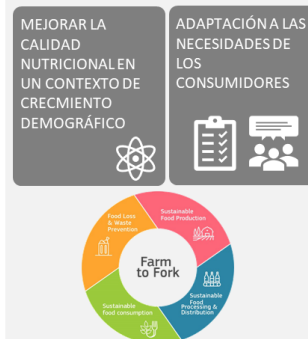 MEJORAR LA
CALIDAD
NUTRICIONAL EN
UN CONTEXTO DE
CRECMIENTO
DEMOGRÁFICO
ADAPTACIÓN A LAS
NECESIDADES DE
LOS
CONSUMIDORES
Food Loss
& Waste
Prevention
Sustainable
Food Production
Farm
to Fork
Sustainable
food consumption
Sustainable
Food
Processing &
Distribution